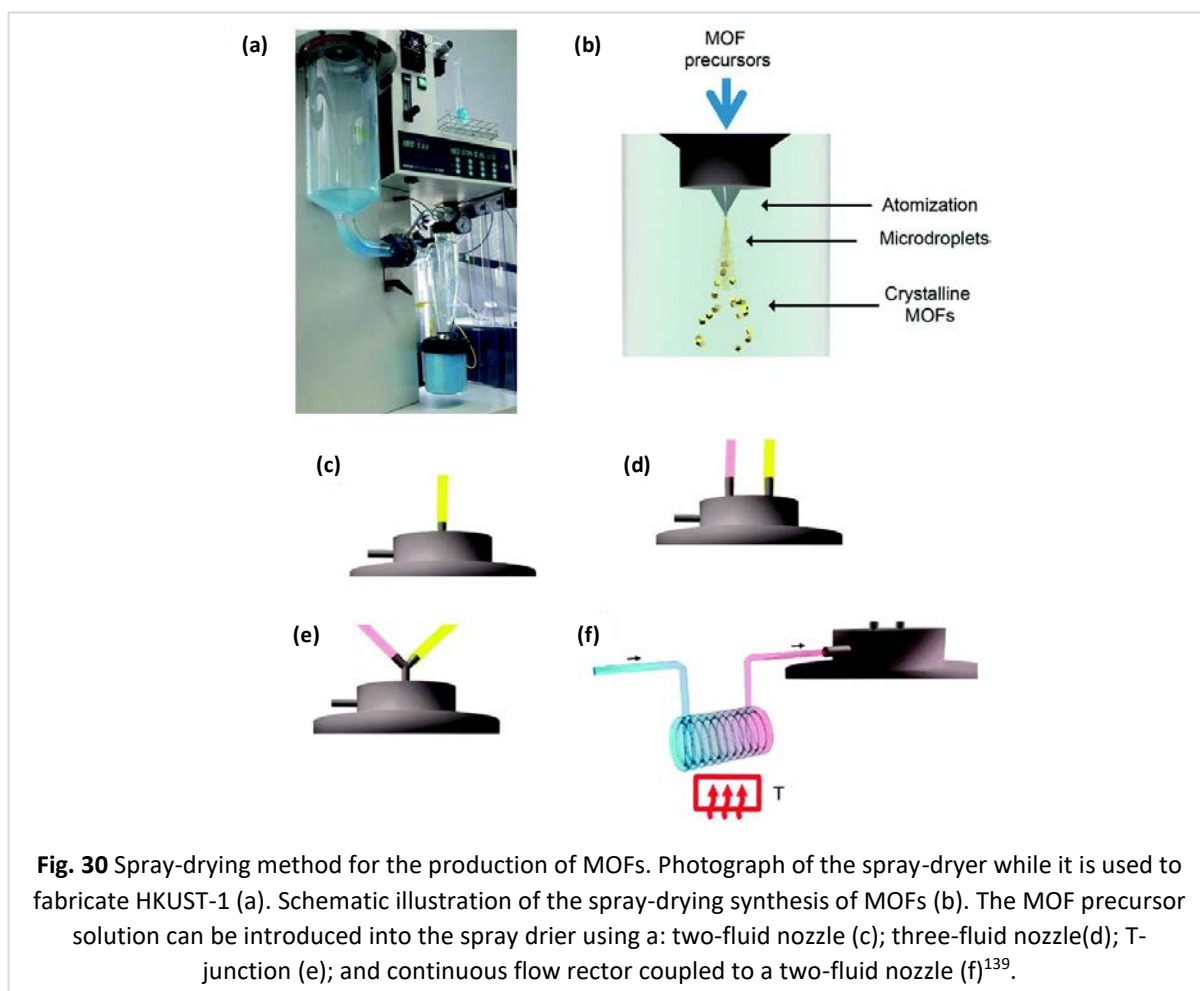 (a)
(b)
MOF
precursors
Atomization
Microdroplets
Crystalline
MOFs
(c)
(d)
(e)
(f)
T
Fig. 30 Spray-drying method for the production of MOFs. Photograph of the spray-dryer while it is used to
fabricate HKUST-1 (a). Schematic illustration of the spray-drying synthesis of MOFs (b). The MOF precursor
solution can be introduced into the spray drier using a: two-fluid nozzle (c); three-fluid nozzle(d); T-
junction (e); and continuous flow rector coupled to a two-fluid nozzle (f)¹³⁹.